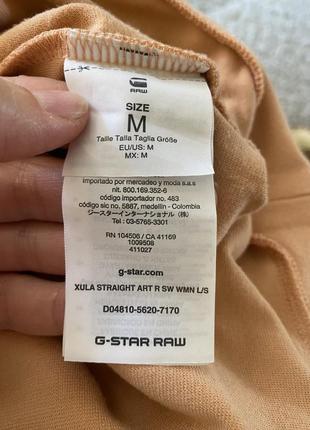 RAW
SIZE
M
Taille Talla Taglia Größe
EU/US: M
MX: M
importado por mercadeo y moda s.a.s
nit. 800.169.352-6
código importador no. 483
código sic no. 5887, medellín - Colombia
ジースターインターナショナル（株）
Tel : 03-5765-3301
RN 104506 / CA 41169
1009508
411027
g-star.com
XULA STRAIGHT ART R SW WMN L/S
D04810-5620-7170
G-STAR RAW